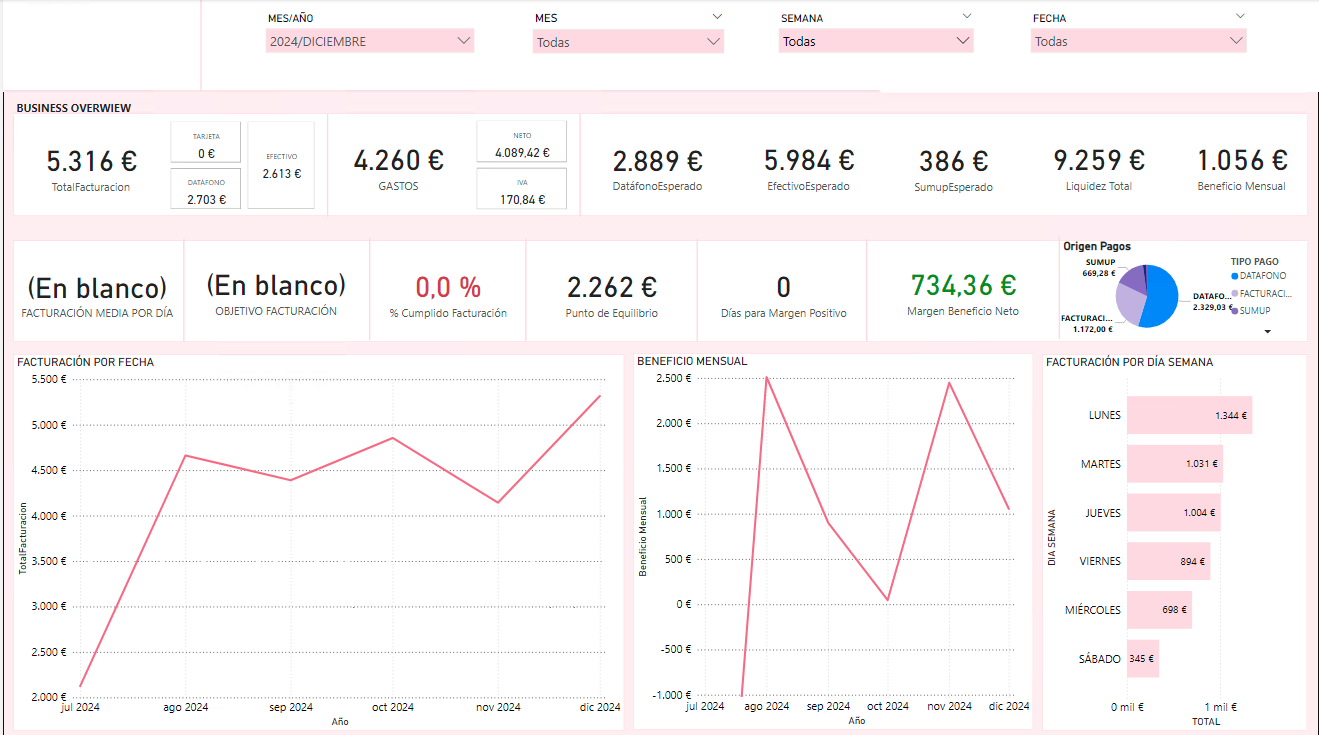 MES/AÑO
2024/DICIEMBRE
MES
Todas
SEMANA
Todas
FECHA
Todas
BUSINESS OVERWIEW
5.316 €
TotalFacturacion
TARJETA
0 €
DATÁFONO
2.703 €
EFECTIVO
2.613 €
4.260 €
GASTOS
NETO
4.089,42 €
IVA
170,84 €
2.889 €
DatáfonoEsperado
5.984 €
EfectivoEsperado
386 €
SumupEsperado
9.259 €
Liquidez Total
1.056 €
Beneficio Mensual
(En blanco)
FACTURACIÓN MEDIA POR DÍA
(En blanco)
OBJETIVO FACTURACIÓN
0,0 %
% Cumplido Facturación
2.262 €
Punto de Equilibrio
0
Días para Margen Positivo
734,36 €
Margen Beneficio Neto
Origen Pagos
SUMUP
669,28 €
FACTURACI...
1.172,00 €
DATAFO...
2.329,03 €
TIPO PAGO
DATAFONO
FACTURACI...
SUMUP
FACTURACIÓN POR FECHA
5.500 €
5.000 €
4.500 €
4.000 €
3.500 €
3.000 €
2.500 €
2.000 €
TotalFacturacion
jul 2024
ago 2024
sep 2024
oct 2024
nov 2024
dic 2024
Año
BENEFICIO MENSUAL
2.500 €
2.000 €
1.500 €
1.000 €
500 €
0 €
-500 €
-1.000 €
Beneficio Mensual
jul 2024
ago 2024
sep 2024
oct 2024
nov 2024
dic 2024
Año
FACTURACIÓN POR DÍA SEMANA
DIA SEMANA
LUNES
1.344 €
MARTES
1.031 €
JUEVES
1.004 €
VIERNES
894 €
MIÉRCOLES
698 €
SÁBADO
345 €
0 mil €
1 mil €
TOTAL